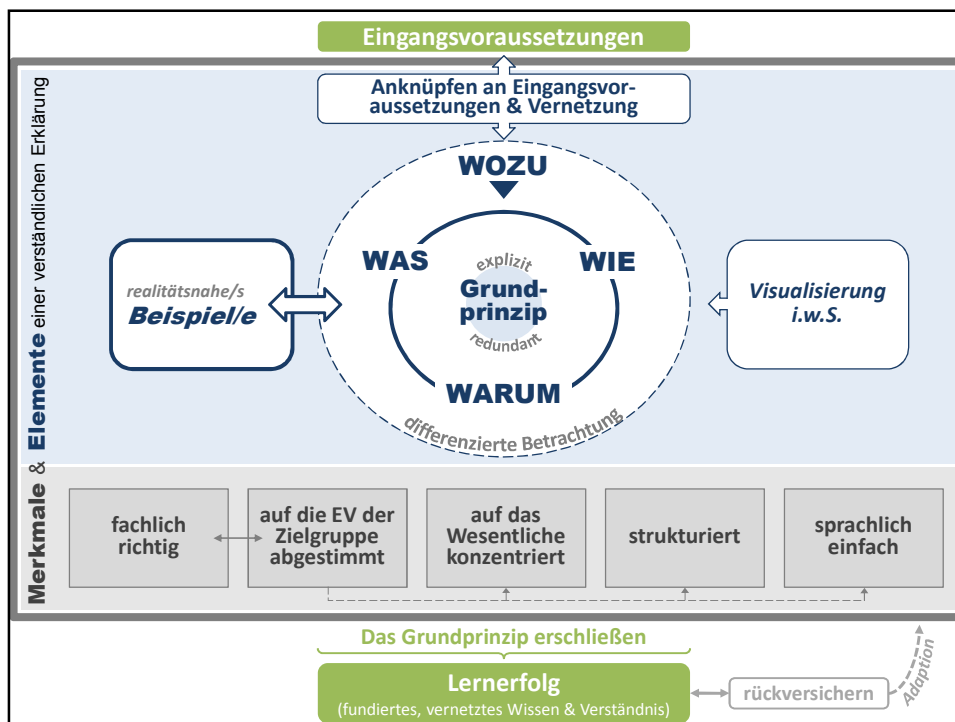 Eingangsvoraussetzungen
Anknüpfen an Eingangsvor-
aussetzungen & Vernetzung
Merkmale & Elemente einer verständlichen Erklärung
WOZU
WAS
WIE
explizit
Grund-
prinzip
redundant
WARUM
differenzierte Betrachtung
realitätsnahe/s
Beispiel/e
Visualisierung
i.w.S.
fachlich
richtig
auf die EV der
Zielgruppe
abgestimmt
auf das
Wesentliche
konzentriert
strukturiert
sprachlich
einfach
Das Grundprinzip erschließen
Lernerfolg
(fundiertes, vernetztes Wissen & Verständnis)
rückversichern
Adaption